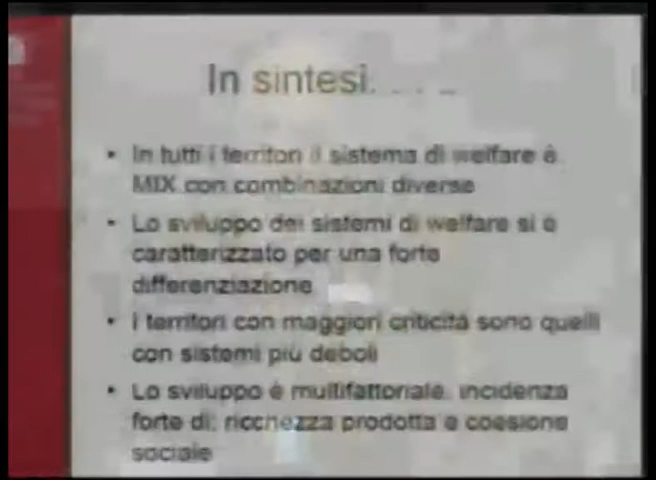 In sintesi. . . . .
• In tutti i territori il sistema di welfare è
MIX con combinazioni diverse
• Lo sviluppo dei sistemi di welfare si è
caratterizzato per una forte
differenziazione
• I territori con maggiori criticità sono quelli
con sistemi più deboli
• Lo sviluppo è multifattoriale, incidenza
forte di: ricchezza prodotta e coesione
sociale